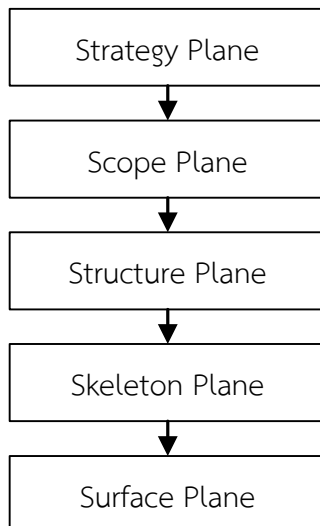 Strategy Plane
Scope Plane
Structure Plane
Skeleton Plane
Surface Plane